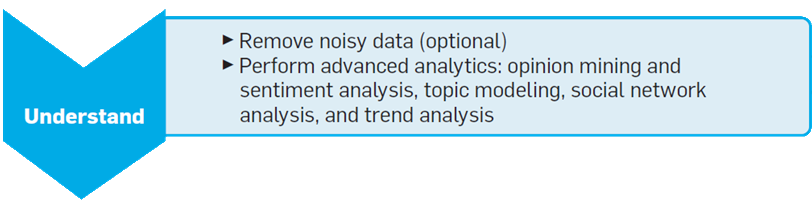 Understand
► Remove noisy data (optional)
► Perform advanced analytics: opinion mining and
sentiment analysis, topic modeling, social network
analysis, and trend analysis